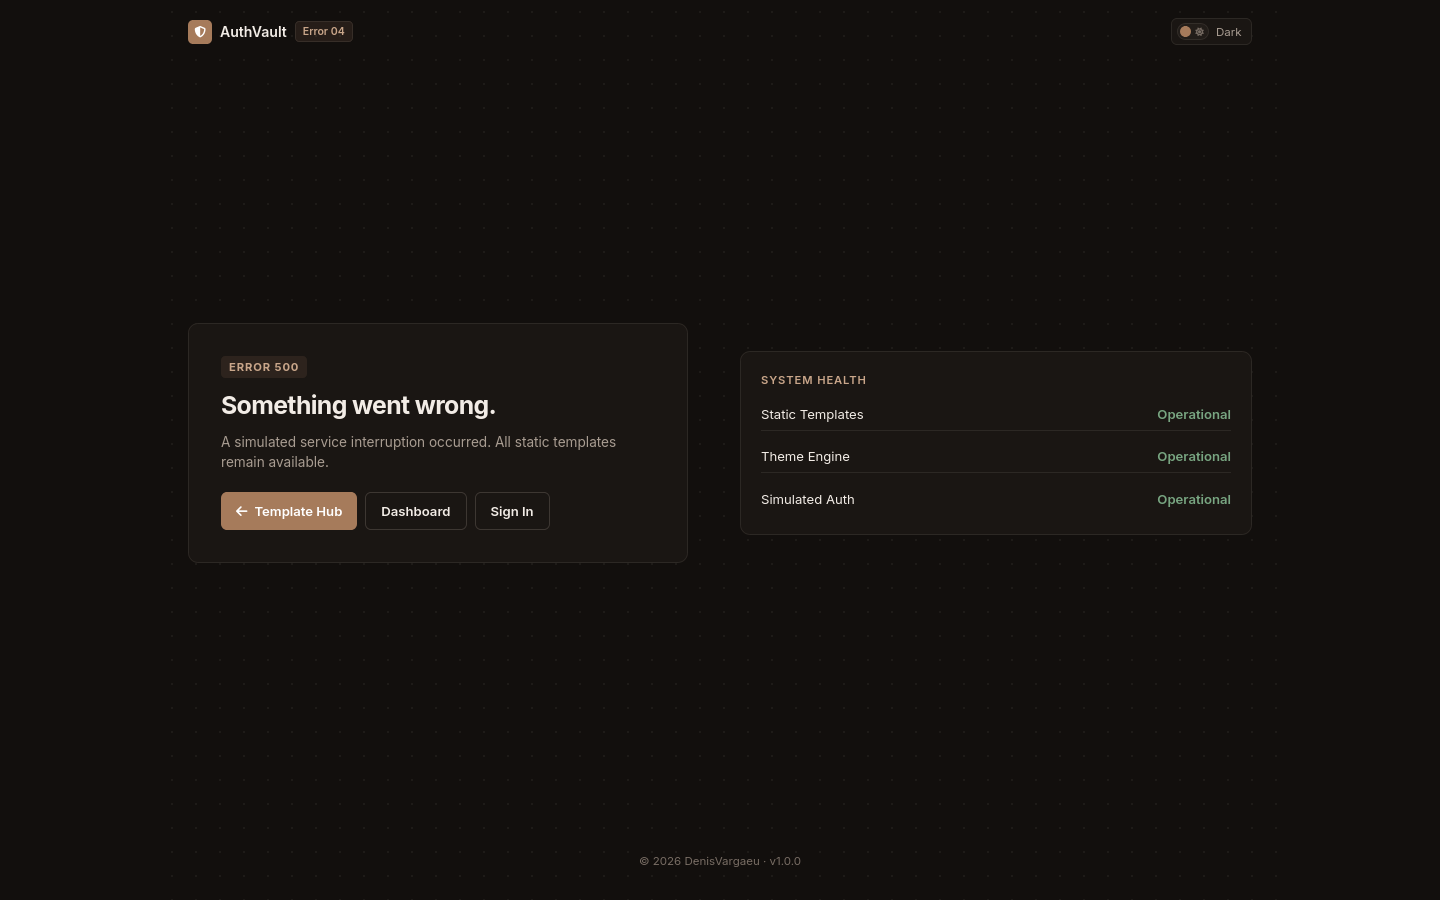 AuthVault
Error 04
Dark
ERROR 500
Something went wrong.
A simulated service interruption occurred. All static templates
remain available.
Template Hub
Dashboard
Sign In
SYSTEM HEALTH
Static Templates
Operational
Theme Engine
Operational
Simulated Auth
Operational
© 2026 DenisVargaeu · v1.0.0